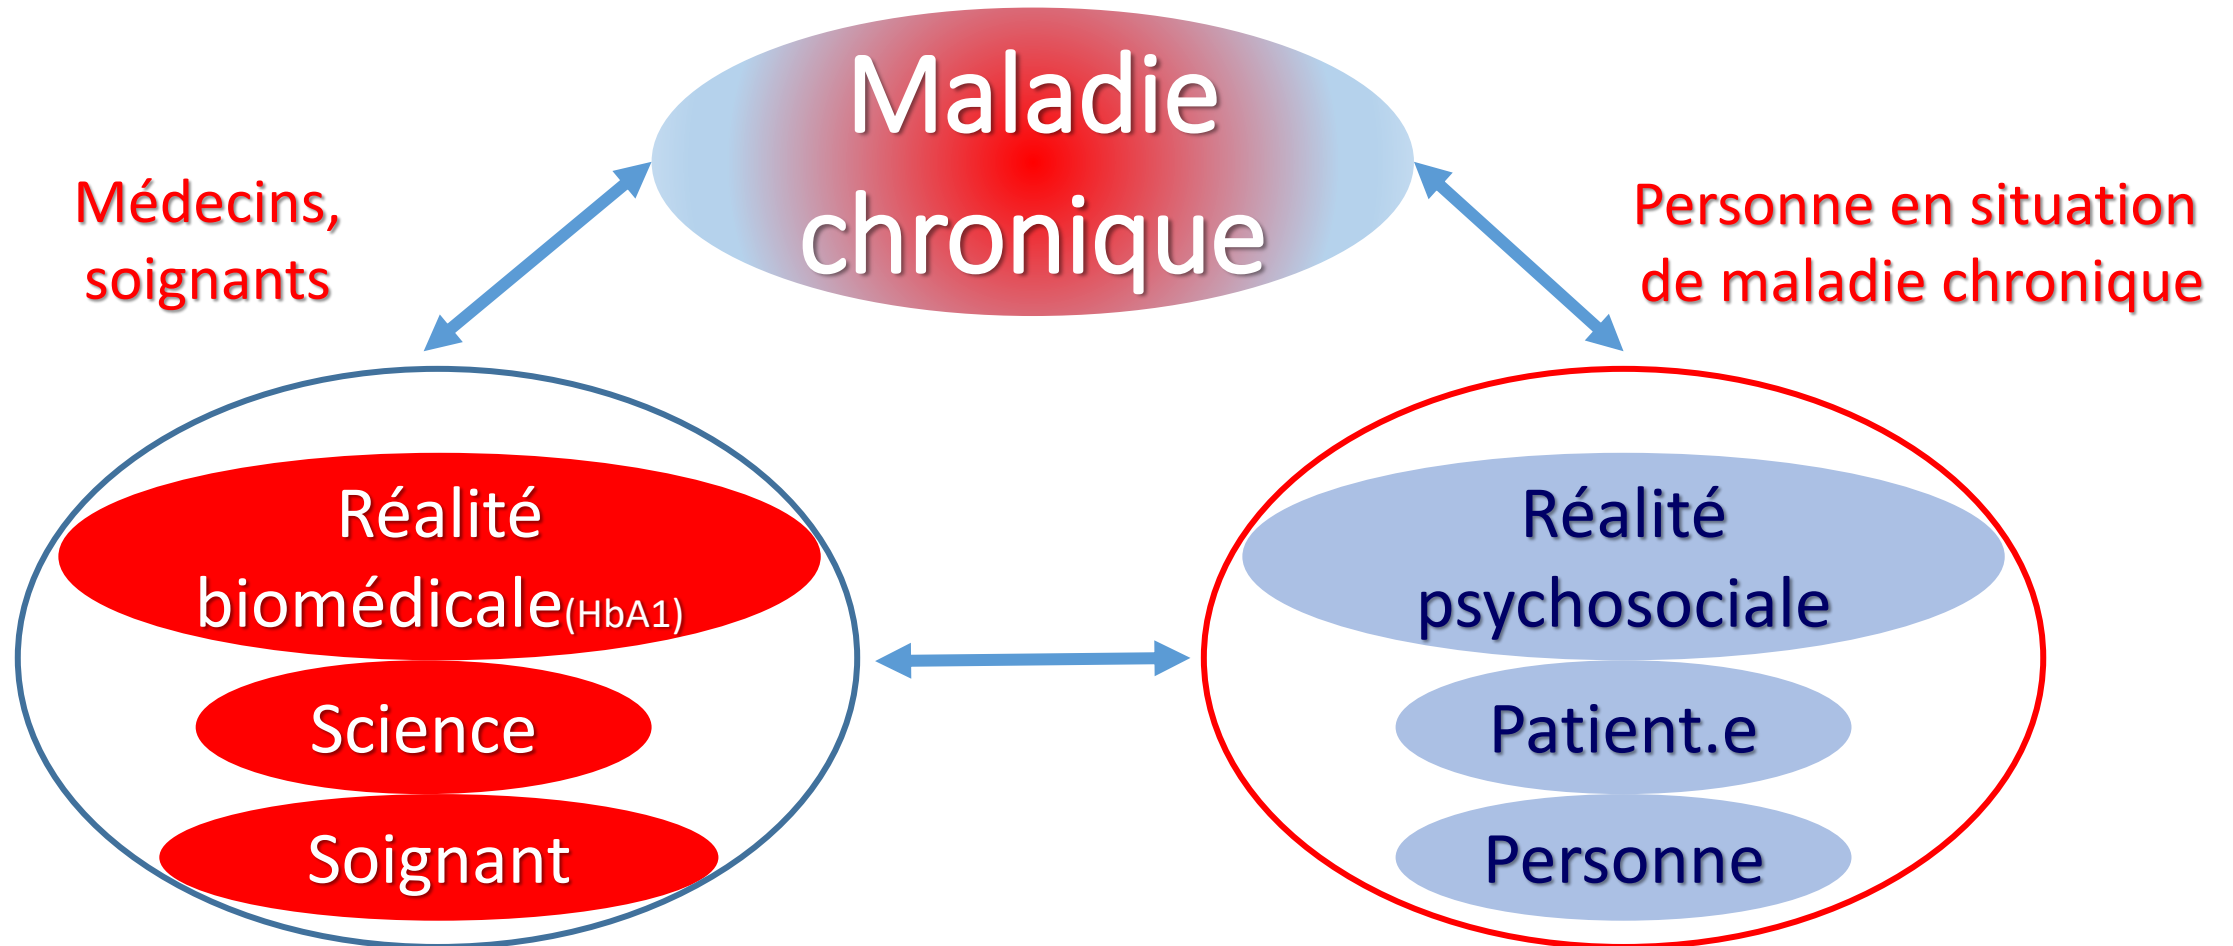 Maladie
chronique
Médecins,
soignants
Personne en situation
de maladie chronique
Réalité
biomédicale(HbA1)
Science
Soignant
Réalité
psychosociale
Patient.e
Personne